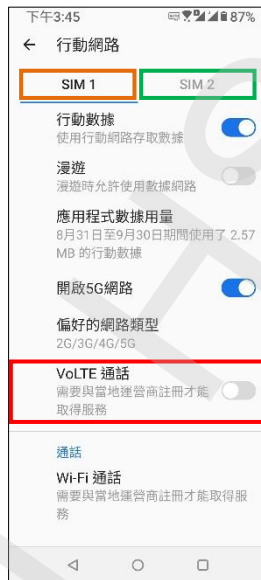 下午3:45 87%
行動網路
SIM 1 SIM 2
行動數據
使用行動網路存取數據
漫遊
漫遊時允許使用數據網路
應用程式數據用量
8月31日至9月30日期間使用了 2.57
MB 的行動數據
開啟5G網路
偏好的網路類型
2G/3G/4G/5G
VoLTE 通話
需要與當地運營商註冊才能
取得服務
通話
Wi-Fi 通話
需要與當地運營商註冊才能取得服
務